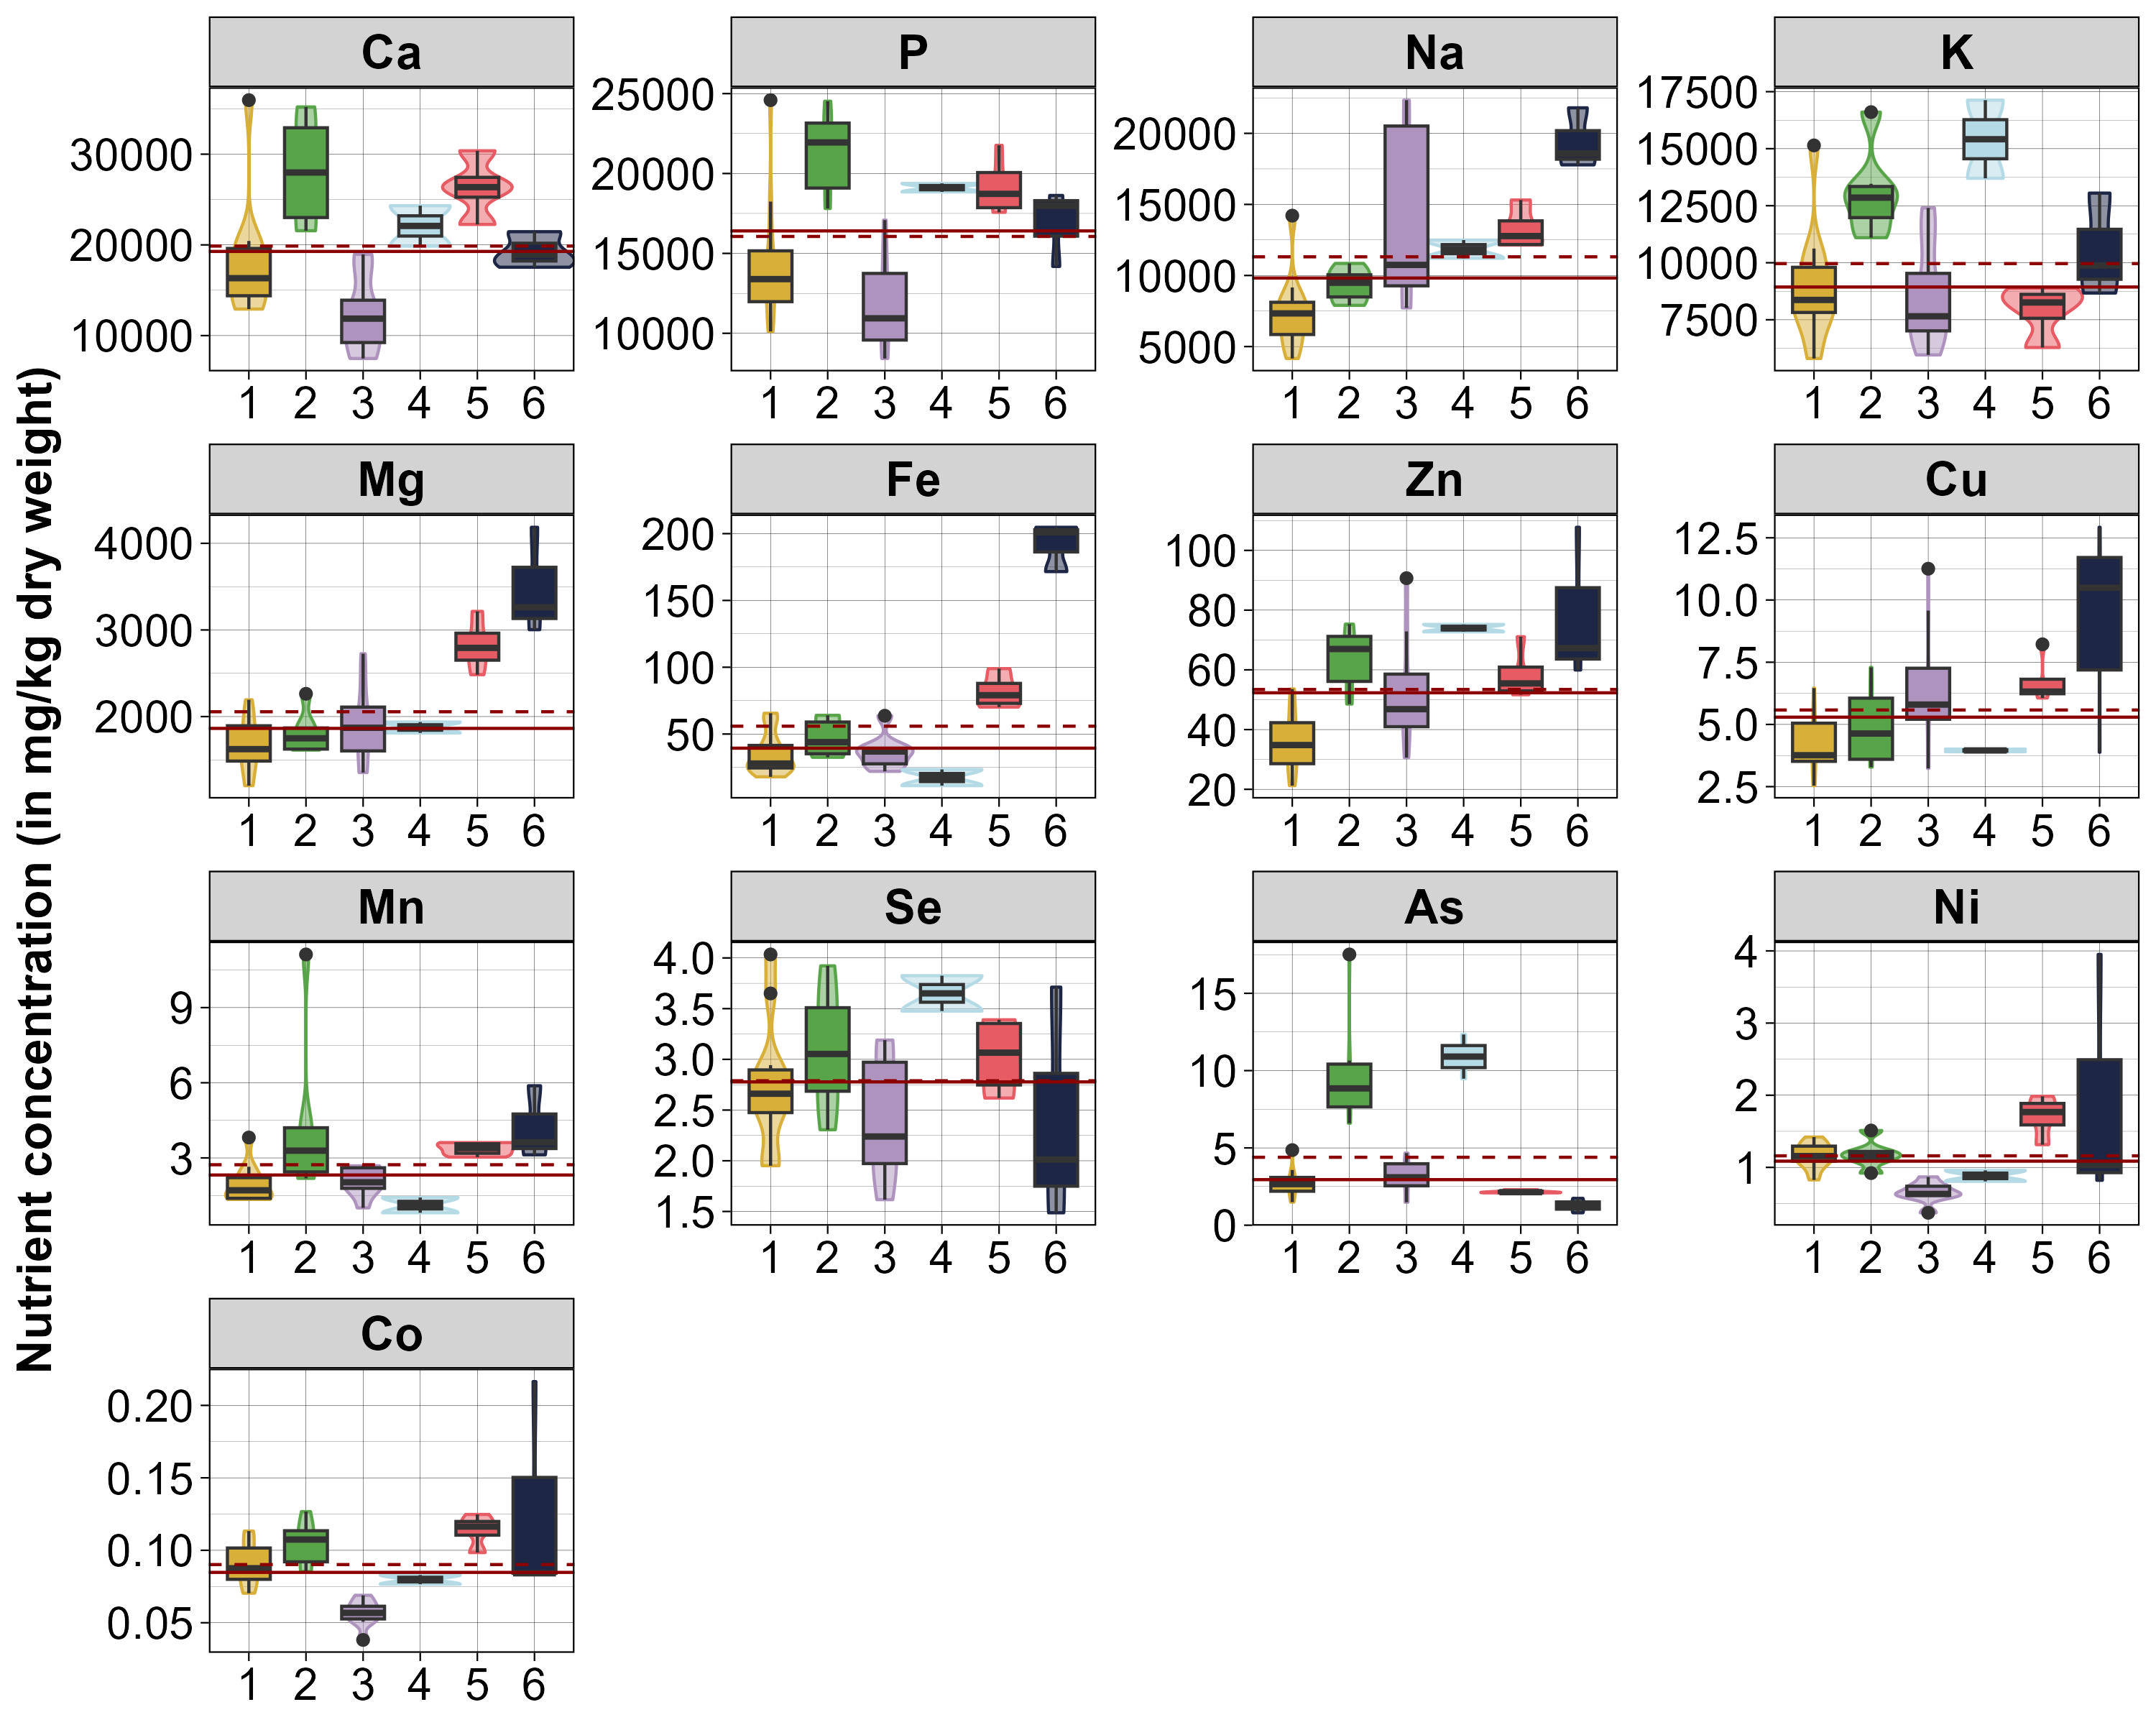 Nutrient concentration (in mg/kg dry weight)
Ca
30000
20000
10000
1 2 3 4 5 6
P
25000
20000
15000
10000
1 2 3 4 5 6
Na
20000
15000
10000
5000
1 2 3 4 5 6
K
17500
15000
12500
10000
7500
1 2 3 4 5 6
Mg
4000
3000
2000
1 2 3 4 5 6
Fe
200
150
100
50
1 2 3 4 5 6
Zn
100
80
60
40
20
1 2 3 4 5 6
Cu
12.5
10.0
7.5
5.0
2.5
1 2 3 4 5 6
Mn
9
6
3
1 2 3 4 5 6
Se
4.0
3.5
3.0
2.5
2.0
1.5
1 2 3 4 5 6
As
15
10
5
0
1 2 3 4 5 6
Ni
4
3
2
1
1 2 3 4 5 6
Co
0.20
0.15
0.10
0.05
1 2 3 4 5 6